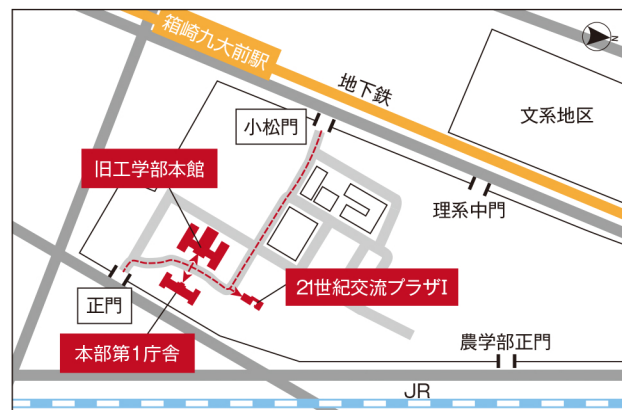 箱崎九大前駅
地下鉄
N
文系地区
小松門
旧工学部本館
理系中門
21世紀交流プラザI
正門
本部第1庁舎
農学部正門
JR